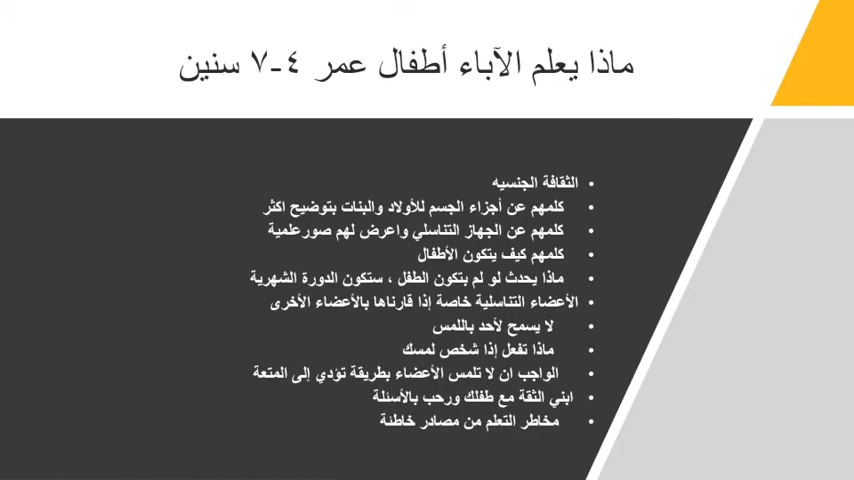 ماذا يعلم الآباء أطفال عمر ٤-٧ سنين
• الثقافة الجنسيه
• كلمهم عن أجزاء الجسم للأولاد والبنات بتوضيح اكثر
• كلمهم عن الجهاز التناسلي واعرض لهم صورعلمية
• كلمهم كيف يتكون الأطفال
• ماذا يحدث لو لم بتكون الطفل ، ستكون الدورة الشهرية
• الأعضاء التناسلية خاصة إذا قارناها بالأعضاء الأخرى
• لا يسمح لأحد باللمس
• ماذا تفعل إذا شخص لمسك
• الواجب ان لا تلمس الأعضاء بطريقة تؤدي إلى المتعة
• ابني الثقة مع طفلك ورحب بالأسئلة
• مخاطر التعلم من مصادر خاطئة